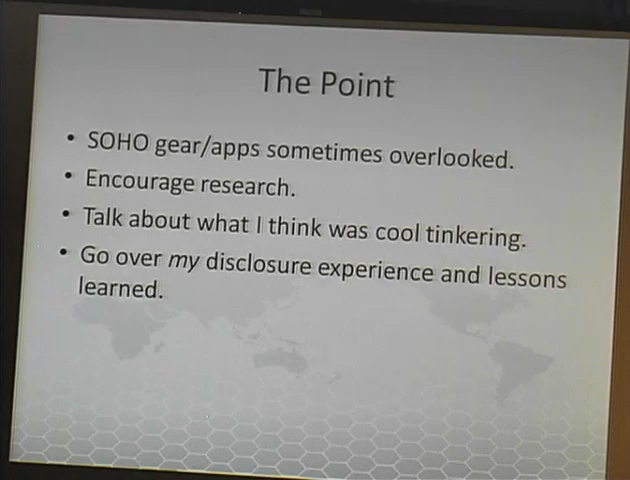 The Point
• SOHO gear/apps sometimes overlooked.
• Encourage research.
• Talk about what I think was cool tinkering.
• Go over my disclosure experience and lessons
learned.